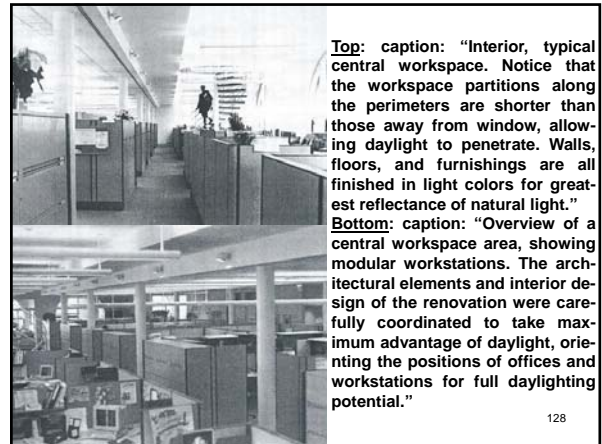 Top: caption: “Interior, typical
central workspace. Notice that
the workspace partitions along
the perimeters are shorter than
those away from window, allow-
ing daylight to penetrate. Walls,
floors, and furnishings are all
finished in light colors for great-
est reflectance of natural light.”
Bottom: caption: “Overview of a
central workspace area, showing
modular workstations. The arch-
itectural elements and interior de-
sign of the renovation were care-
fully coordinated to take max-
imum advantage of daylight, orie-
nting the positions of offices and
workstations for full daylighting
potential.”
128